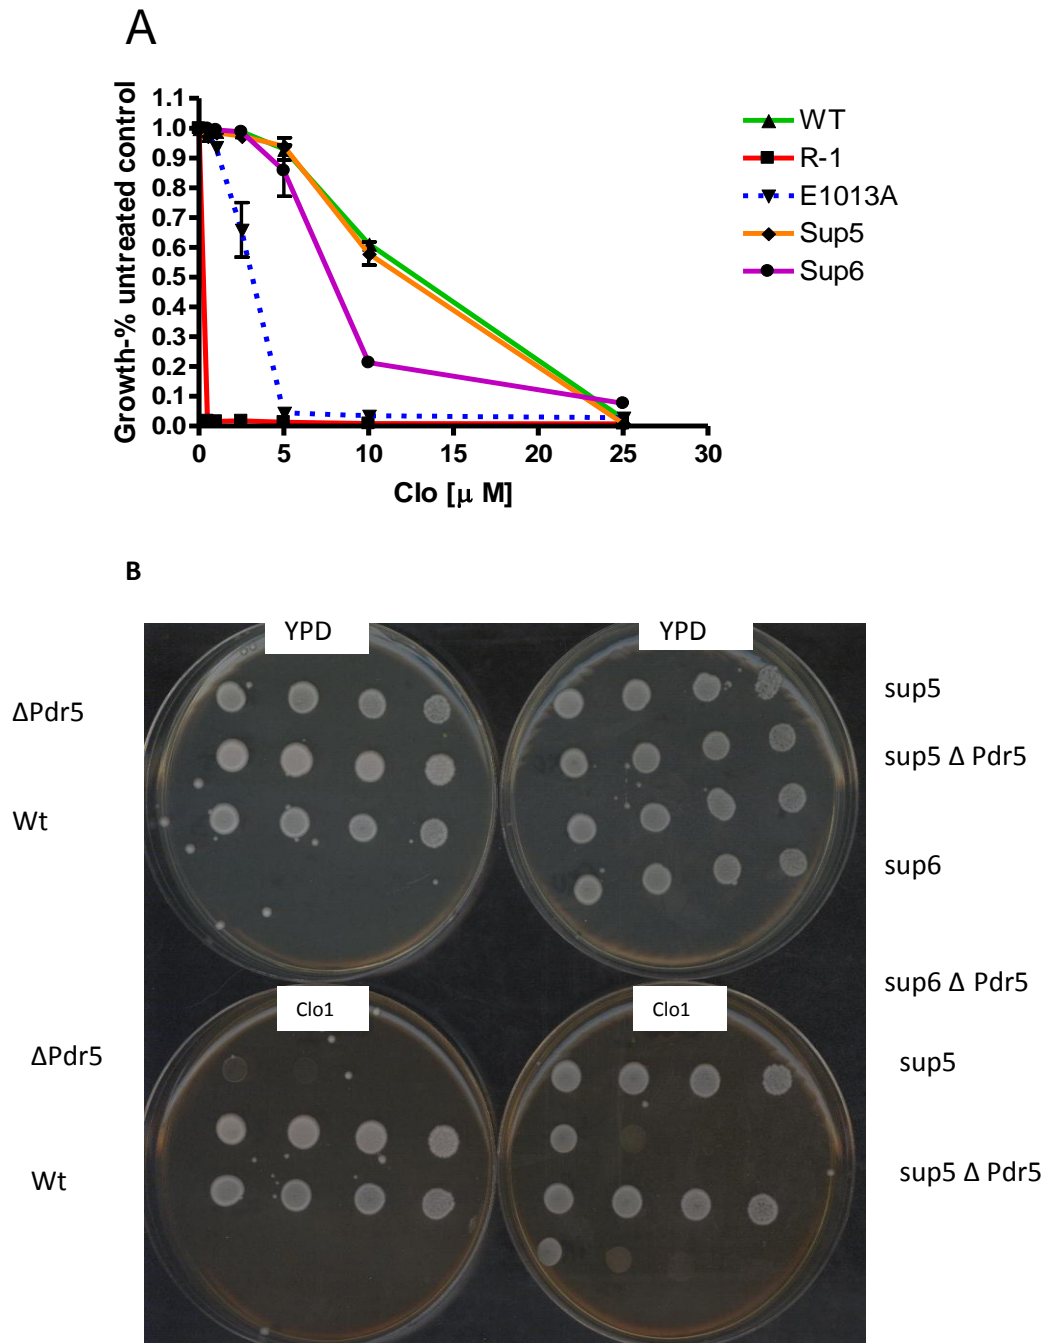 A
Growth-% untreated control
1.1
1.0
0.9
0.8
0.7
0.6
0.5
0.4
0.3
0.2
0.1
0.0
0 5 10 15 20 25 30
Clo [μ M]
WT
R-1
E1013A
Sup5
Sup6
B
YPD YPD
ΔPdr5
Wt
sup5
sup5 Δ Pdr5
sup6
sup6 Δ Pdr5
Clo1 Clo1
ΔPdr5
Wt
sup5
sup5 Δ Pdr5